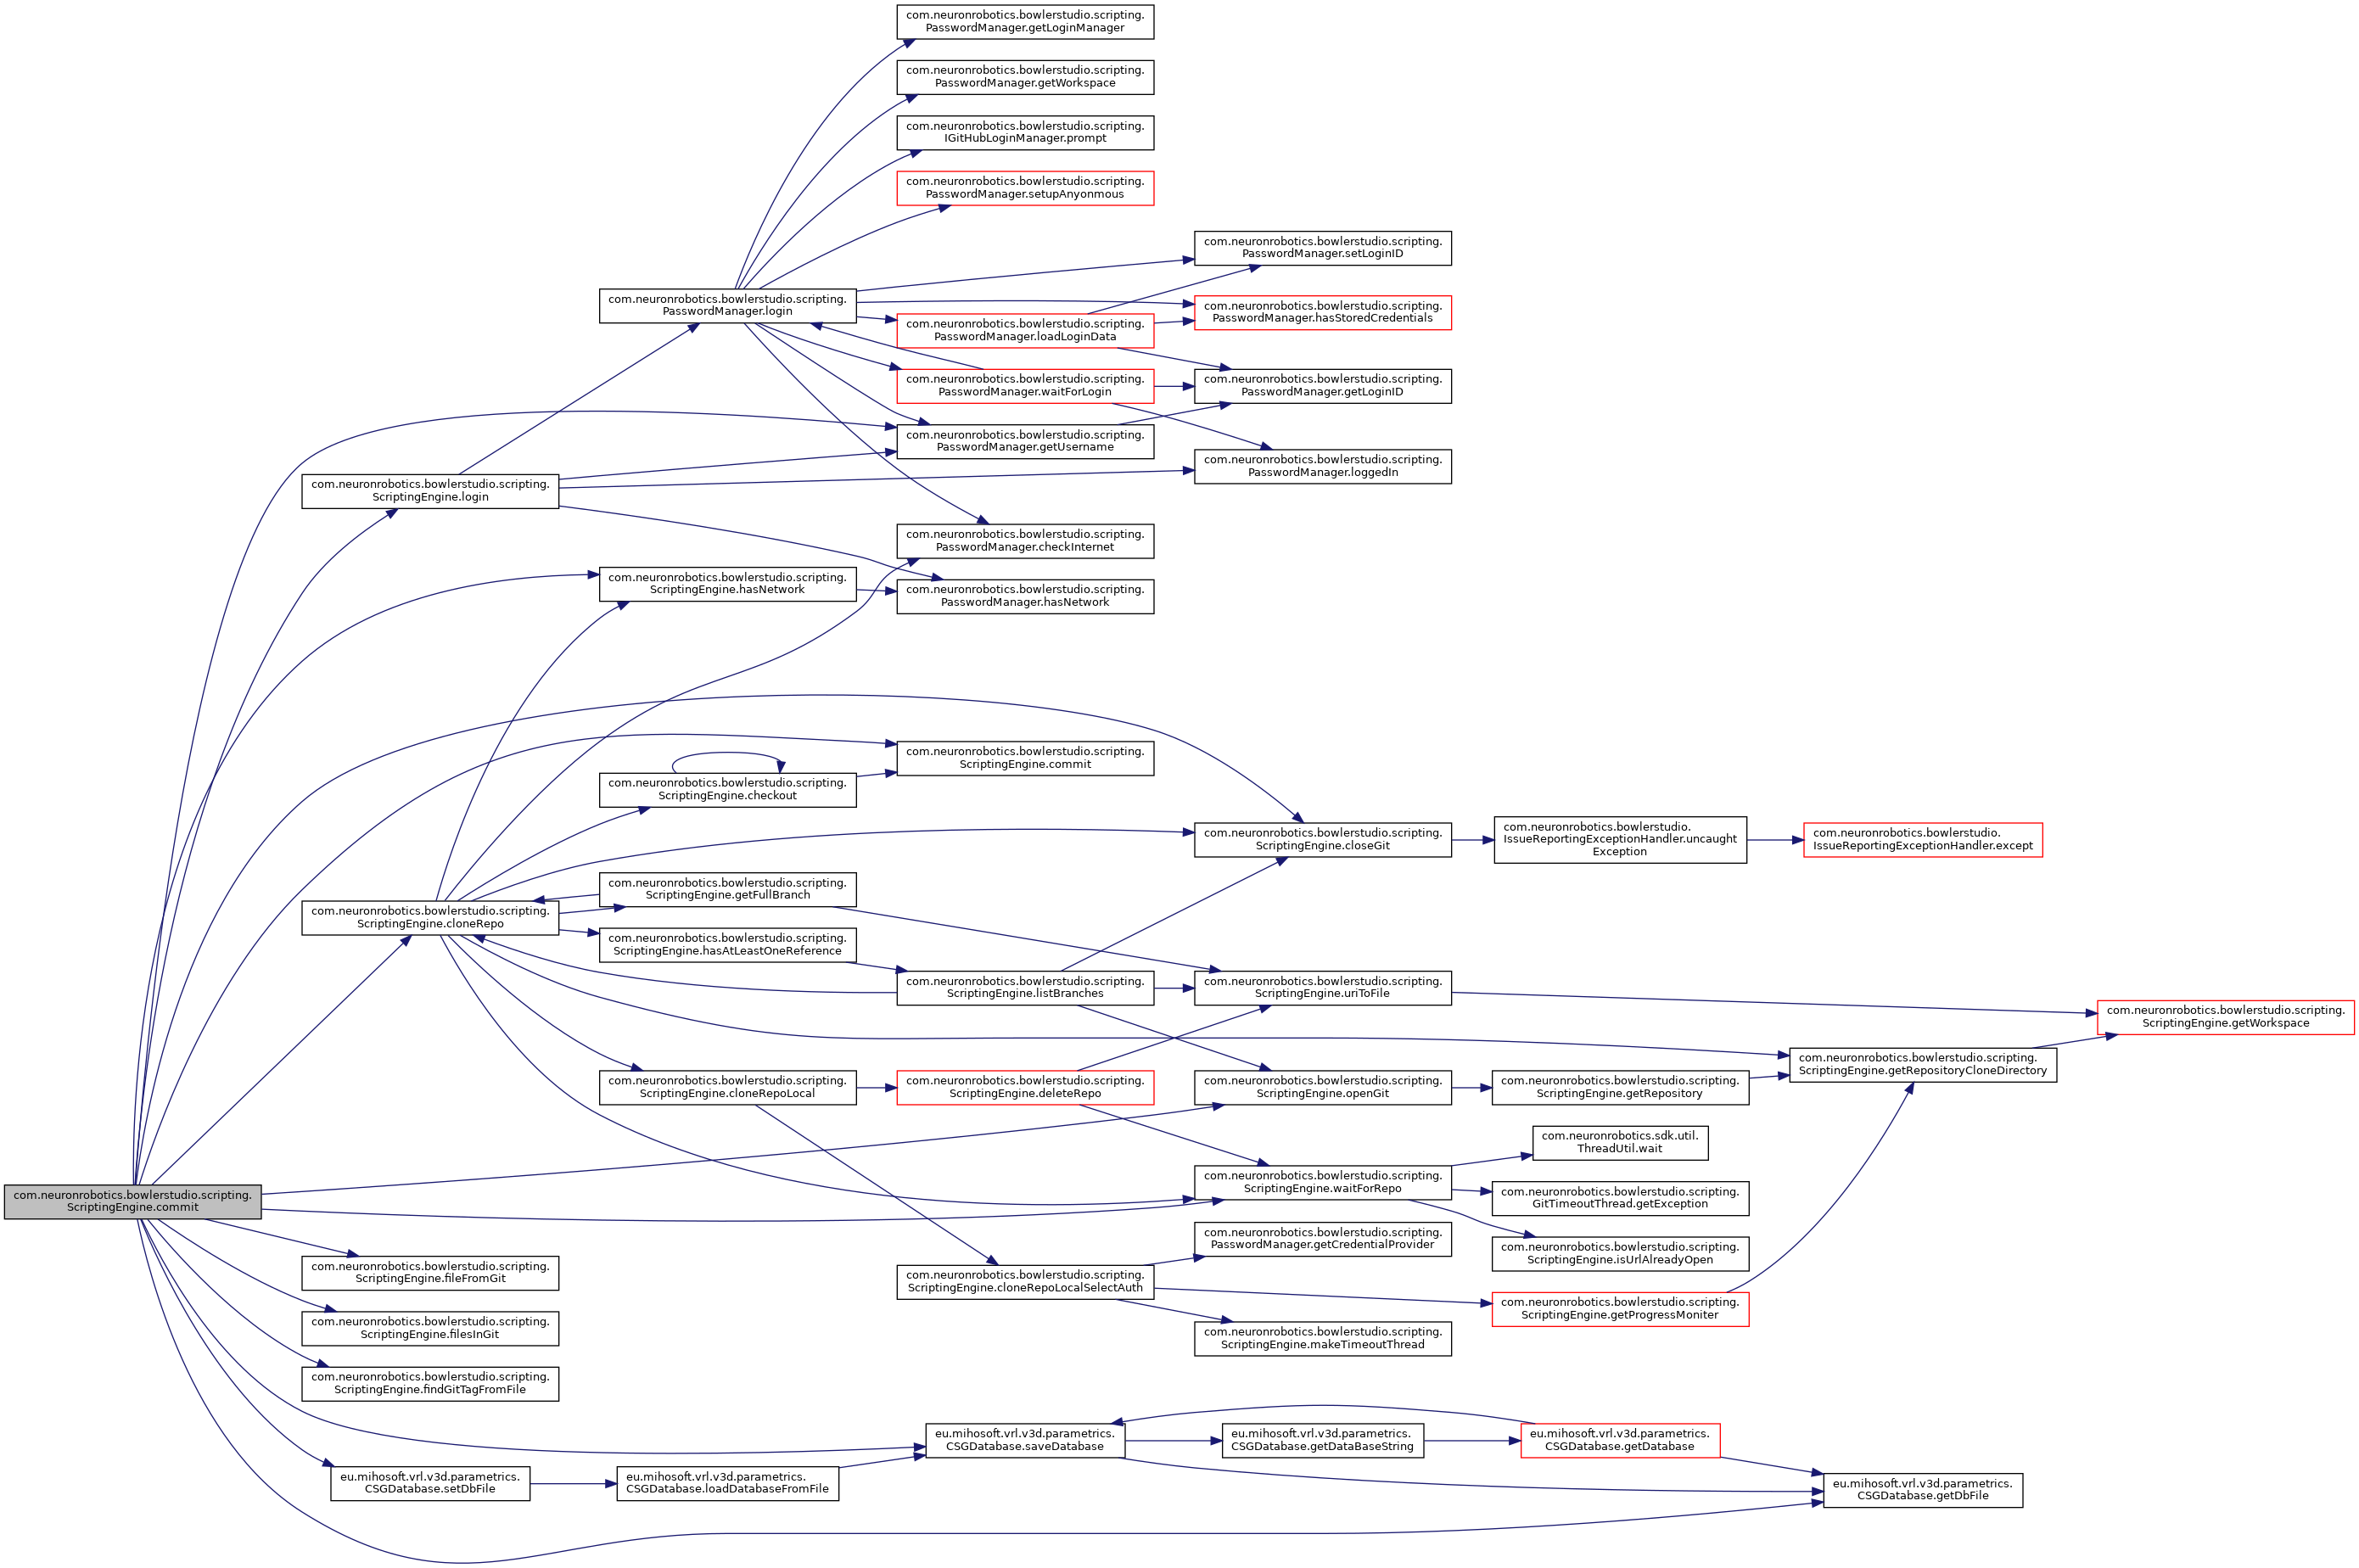 com.neuronrobotics.bowlerstudio.scripting.
PasswordManager.getLoginManager
com.neuronrobotics.bowlerstudio.scripting.
PasswordManager.getWorkspace
com.neuronrobotics.bowlerstudio.scripting.
IGitHubLoginManager.prompt
com.neuronrobotics.bowlerstudio.scripting.
PasswordManager.setupAnyonmous
com.neuronrobotics.bowlerstudio.scripting.
PasswordManager.setLoginID
com.neuronrobotics.bowlerstudio.scripting.
PasswordManager.login
com.neuronrobotics.bowlerstudio.scripting.
PasswordManager.hasStoredCredentials
com.neuronrobotics.bowlerstudio.scripting.
PasswordManager.loadLoginData
com.neuronrobotics.bowlerstudio.scripting.
PasswordManager.waitForLogin
com.neuronrobotics.bowlerstudio.scripting.
PasswordManager.getLoginID
com.neuronrobotics.bowlerstudio.scripting.
PasswordManager.getUsername
com.neuronrobotics.bowlerstudio.scripting.
PasswordManager.loggedIn
com.neuronrobotics.bowlerstudio.scripting.
ScriptingEngine.login
com.neuronrobotics.bowlerstudio.scripting.
PasswordManager.checkInternet
com.neuronrobotics.bowlerstudio.scripting.
ScriptingEngine.hasNetwork
com.neuronrobotics.bowlerstudio.scripting.
PasswordManager.hasNetwork
com.neuronrobotics.bowlerstudio.scripting.
ScriptingEngine.commit
com.neuronrobotics.bowlerstudio.scripting.
ScriptingEngine.checkout
com.neuronrobotics.bowlerstudio.scripting.
ScriptingEngine.closeGit
com.neuronrobotics.bowlerstudio.
IssueReportingExceptionHandler.uncaught
Exception
com.neuronrobotics.bowlerstudio.
IssueReportingExceptionHandler.except
com.neuronrobotics.bowlerstudio.scripting.
ScriptingEngine.getFullBranch
com.neuronrobotics.bowlerstudio.scripting.
ScriptingEngine.cloneRepo
com.neuronrobotics.bowlerstudio.scripting.
ScriptingEngine.hasAtLeastOneReference
com.neuronrobotics.bowlerstudio.scripting.
ScriptingEngine.listBranches
com.neuronrobotics.bowlerstudio.scripting.
ScriptingEngine.uriToFile
com.neuronrobotics.bowlerstudio.scripting.
ScriptingEngine.getWorkspace
com.neuronrobotics.bowlerstudio.scripting.
ScriptingEngine.getRepositoryCloneDirectory
com.neuronrobotics.bowlerstudio.scripting.
ScriptingEngine.cloneRepoLocal
com.neuronrobotics.bowlerstudio.scripting.
ScriptingEngine.deleteRepo
com.neuronrobotics.bowlerstudio.scripting.
ScriptingEngine.openGit
com.neuronrobotics.bowlerstudio.scripting.
ScriptingEngine.getRepository
com.neuronrobotics.sdk.util.
ThreadUtil.wait
com.neuronrobotics.bowlerstudio.scripting.
ScriptingEngine.waitForRepo
com.neuronrobotics.bowlerstudio.scripting.
GitTimeoutThread.getException
com.neuronrobotics.bowlerstudio.scripting.
ScriptingEngine.commit
com.neuronrobotics.bowlerstudio.scripting.
PasswordManager.getCredentialProvider
com.neuronrobotics.bowlerstudio.scripting.
ScriptingEngine.isUrlAlreadyOpen
com.neuronrobotics.bowlerstudio.scripting.
ScriptingEngine.fileFromGit
com.neuronrobotics.bowlerstudio.scripting.
ScriptingEngine.cloneRepoLocalSelectAuth
com.neuronrobotics.bowlerstudio.scripting.
ScriptingEngine.getProgressMoniter
com.neuronrobotics.bowlerstudio.scripting.
ScriptingEngine.filesInGit
com.neuronrobotics.bowlerstudio.scripting.
ScriptingEngine.makeTimeoutThread
com.neuronrobotics.bowlerstudio.scripting.
ScriptingEngine.findGitTagFromFile
eu.mihosoft.vrl.v3d.parametrics.
CSGDatabase.saveDatabase
eu.mihosoft.vrl.v3d.parametrics.
CSGDatabase.getDataBaseString
eu.mihosoft.vrl.v3d.parametrics.
CSGDatabase.getDatabase
eu.mihosoft.vrl.v3d.parametrics.
CSGDatabase.setDbFile
eu.mihosoft.vrl.v3d.parametrics.
CSGDatabase.loadDatabaseFromFile
eu.mihosoft.vrl.v3d.parametrics.
CSGDatabase.getDbFile